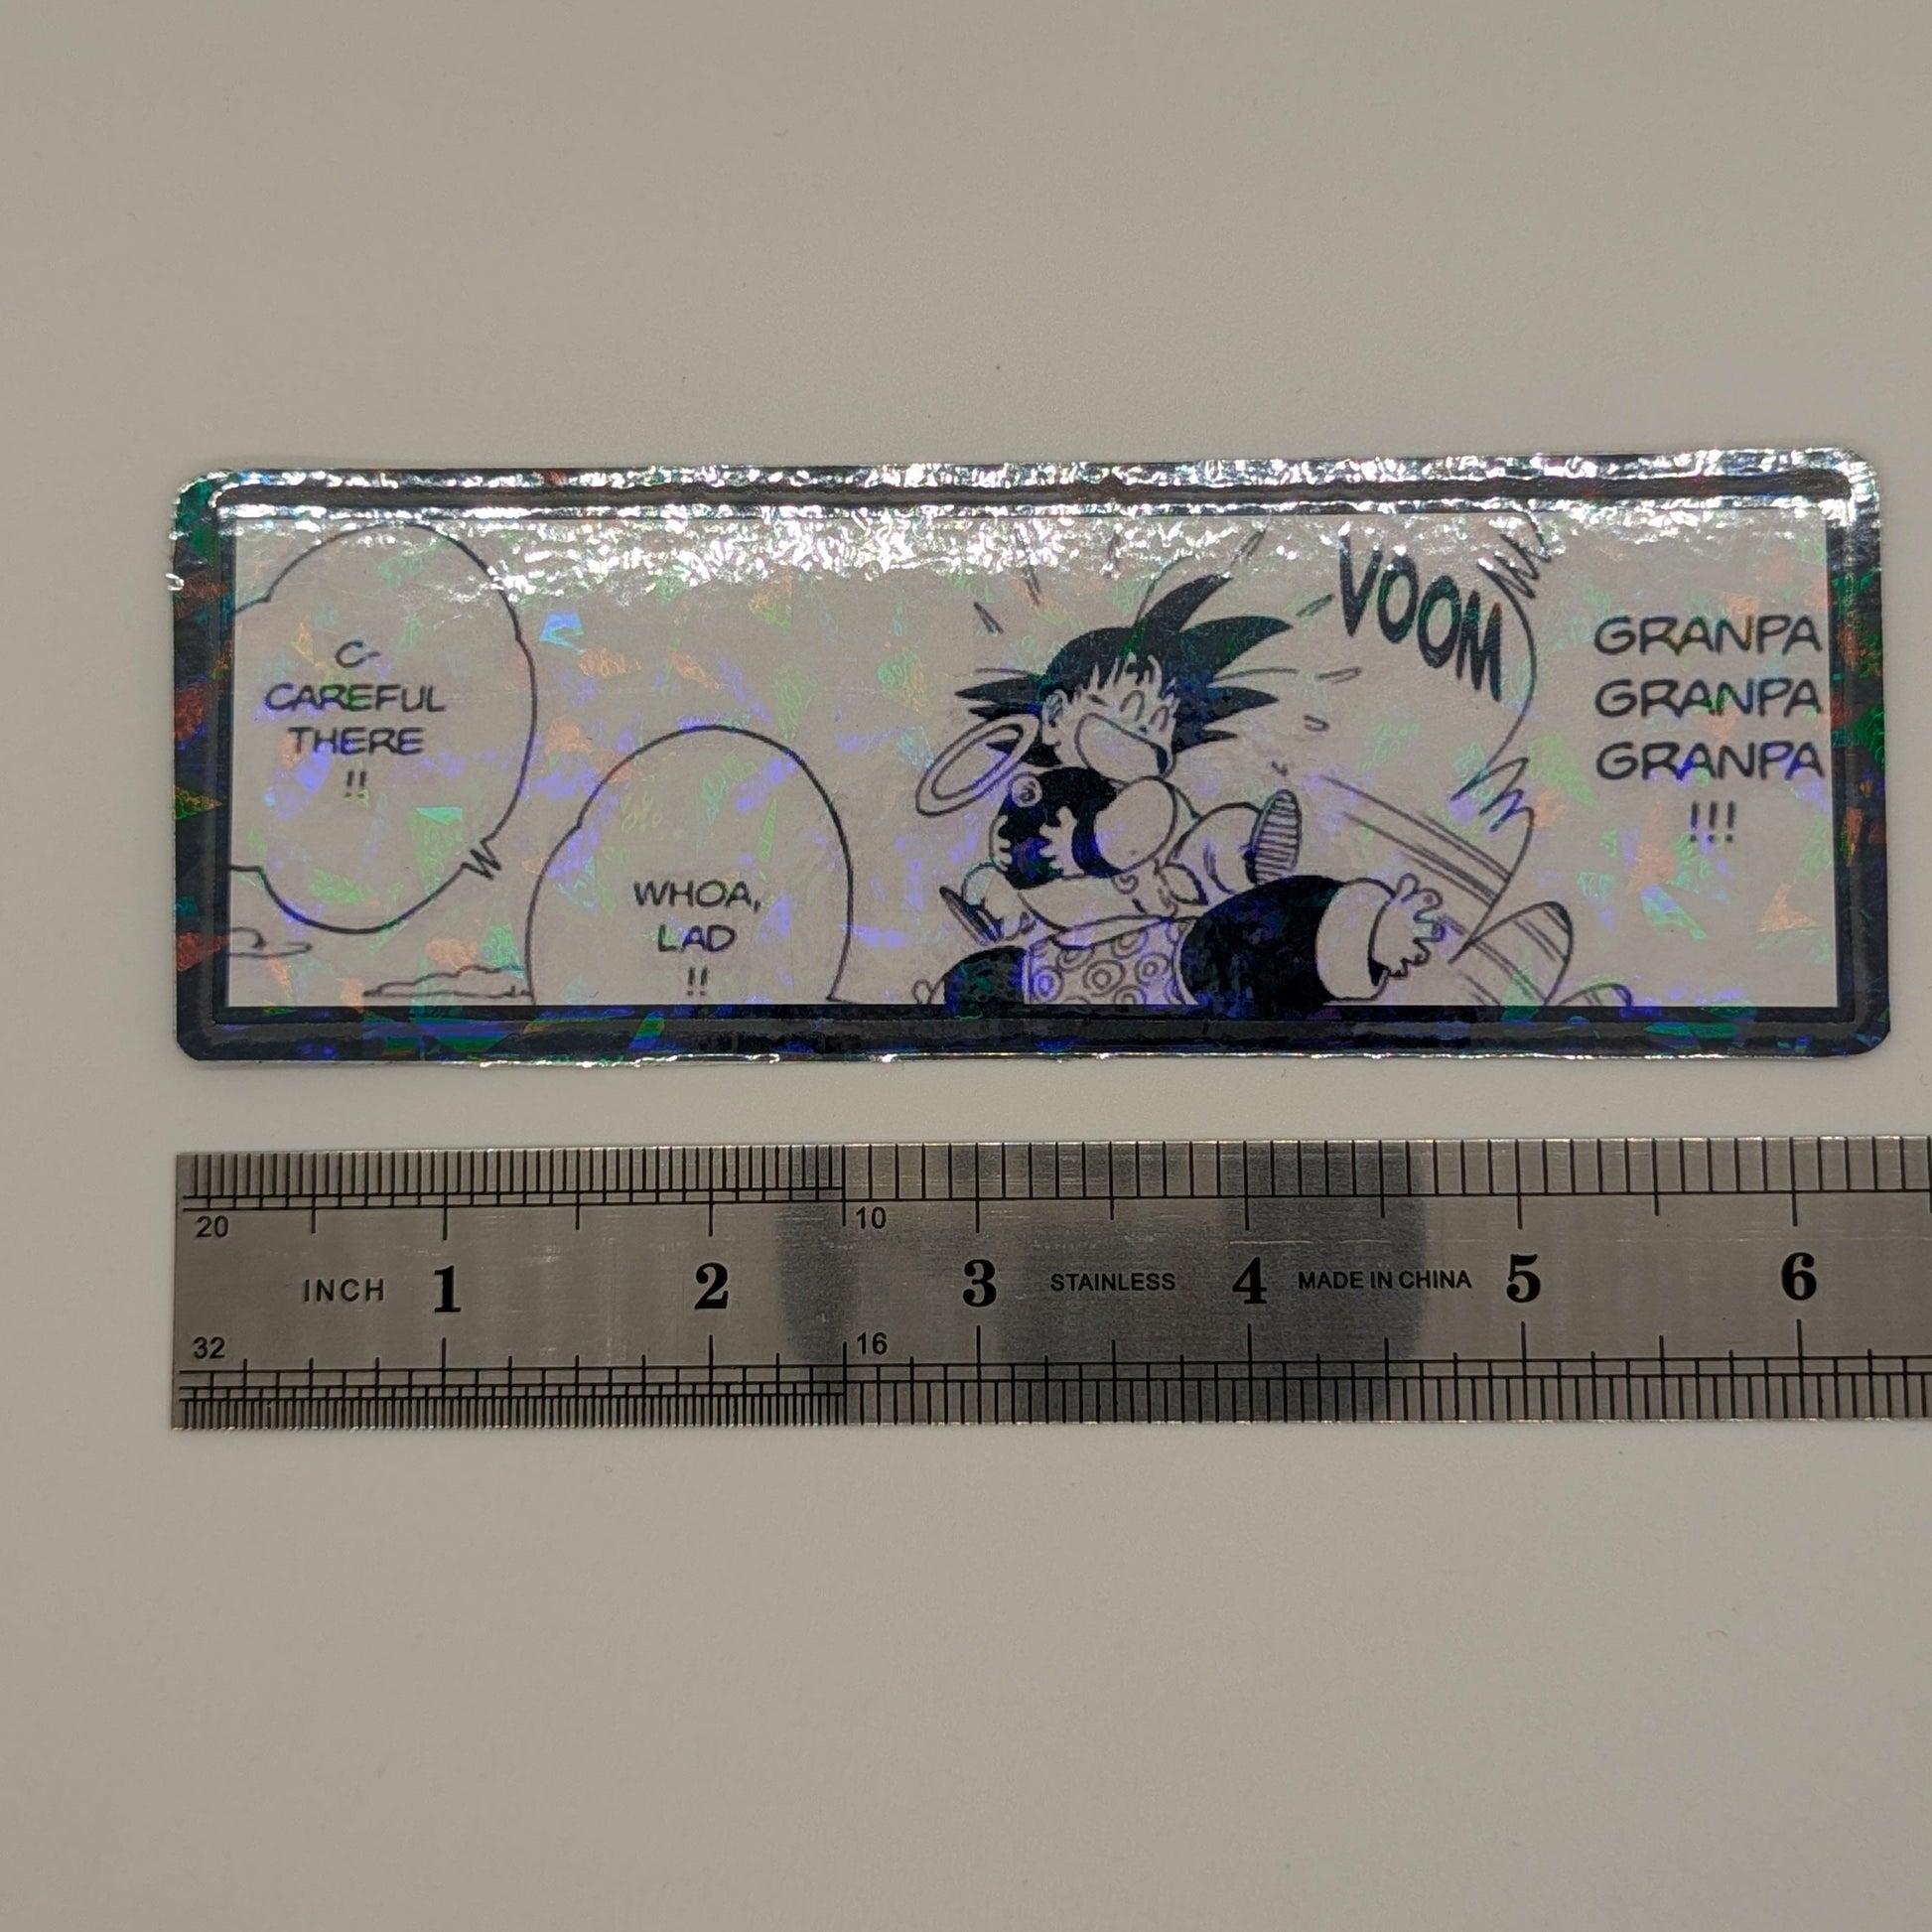 C-
CAREFUL
THERE
!!
WHOA,
LAD
!!
VOOM
GRANPA
GRANPA
GRANPA
!!!
20
10
INCH 1 2 3 STAINLESS 4 MADE IN CHINA 5 6
32
16